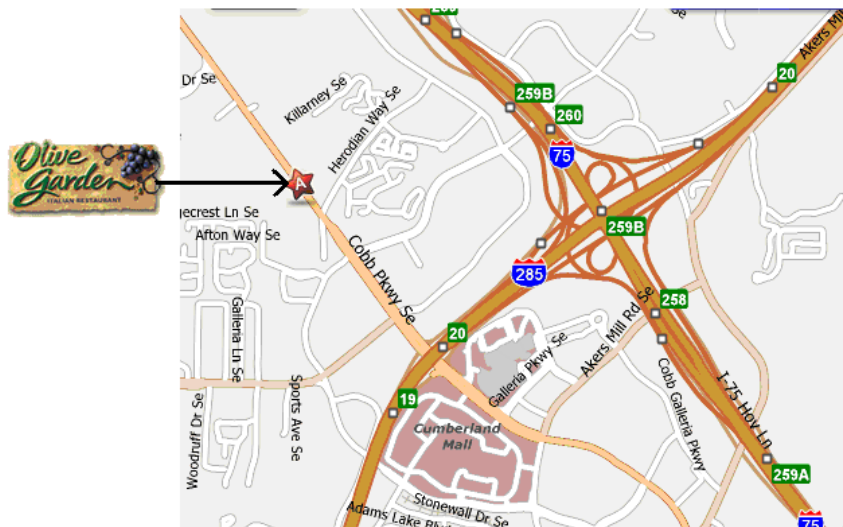 Akers Mill
20
Dr Se
Killarney Se
Herodian Way Se
259B
260
75
Olive
Garden
ITALIAN RESTAURANT
A
gecrest Ln Se
Afton Way Se
Cobb Pkwy Se
259B
285
258
Galleria Ln Se
20
Galleria Pkwy Se
Akers Mill Rd Se
Sports Ave Se
19
Woodruff Dr Se
Cumberland
Mall
Cobb Galleria Pkwy
I-75 Hov Ln
259A
Stonewall Dr Se
Adams Lake Bl
75